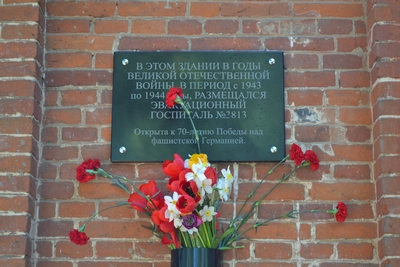 В ЭТОМ ЗДАНИИ В ГОДЫ
ВЕЛИКОЙ ОТЕЧЕСТВЕННОЙ
ВОЙНЫ, В ПЕРИОД с 1943
по 1944 РАЗМЕЩАЛСЯ
ЭВАКУАЦИОННЫЙ
ГОСПИТАЛЬ №3813
Открыта к 70-летию Победы над
фашистской Германией.